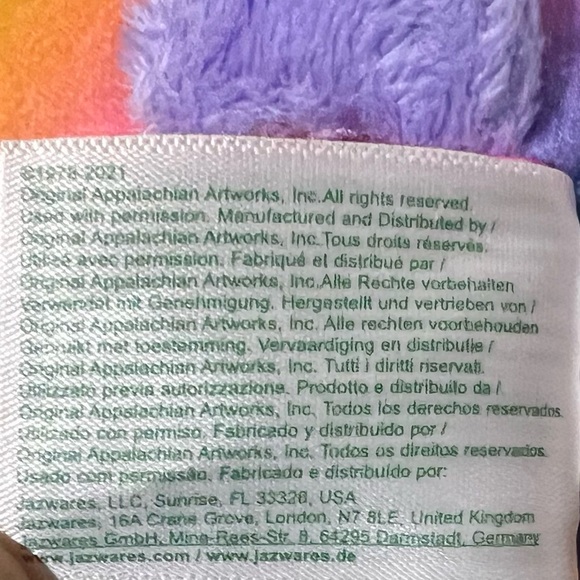 ©1978-2021
Original Appalachian Artworks, Inc. All rights reserved.
Used with permission. Manufactured and Distributed by /
Original Appalachian Artworks, Inc. Tous droits réservés.
Utilisé avec permission. Fabriqué et distribué par /
Original Appalachian Artworks, Inc. Alle Rechte vorbehalten
Verwendet mit Genehmigung. Hergestellt und vertrieben von /
Original Appalachian Artworks, Inc. Alle rechten voorbehouden
Gebruikt met toestemming. Vervaardiging en distributie /
Original Appalachian Artworks, Inc. Tutti i diritti riservati.
Utilizzato previa autorizzazione. Prodotto e distribuito da /
Original Appalachian Artworks, Inc. Todos los darechos reservados.
Utilizado con permiso. Fabricado y distribuido por /
Original Appalachian Artworks, Inc. Todos os direitos reservados.
Usado com permissão. Fabricado e distribuído por:
Jazwares, LLC, Sunrise, FL 33326, USA
Jazwares, 16A Crane Grove, London, N7 8LE, United Kingdom
Jazwares GmbH, Mina-Rees-Str. 8, 64295 Darmstadt, Germany
www.jazwares.com / www.jazwares.de